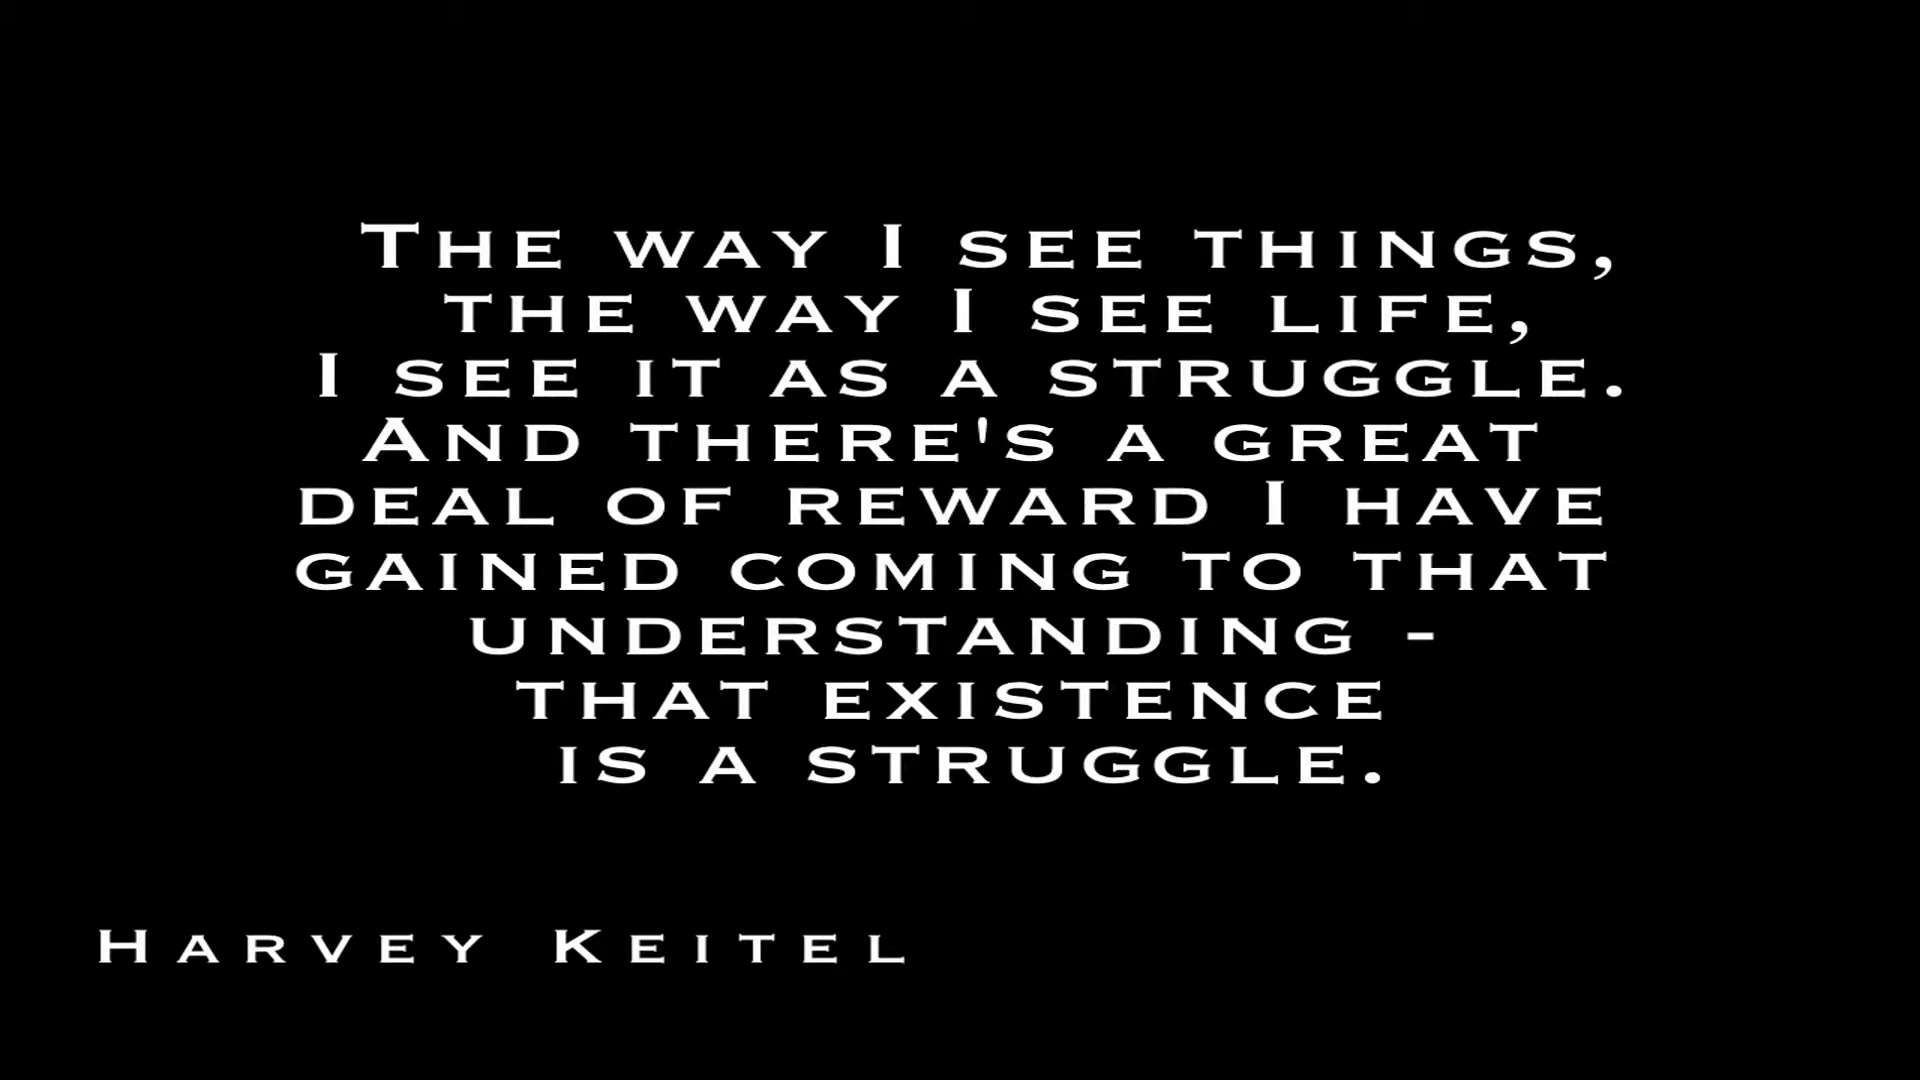 The way I see things,
the way I see life,
I see it as a struggle.
And there's a great
deal of reward I have
gained coming to that
understanding -
that existence
is a struggle.
Harvey Keitel